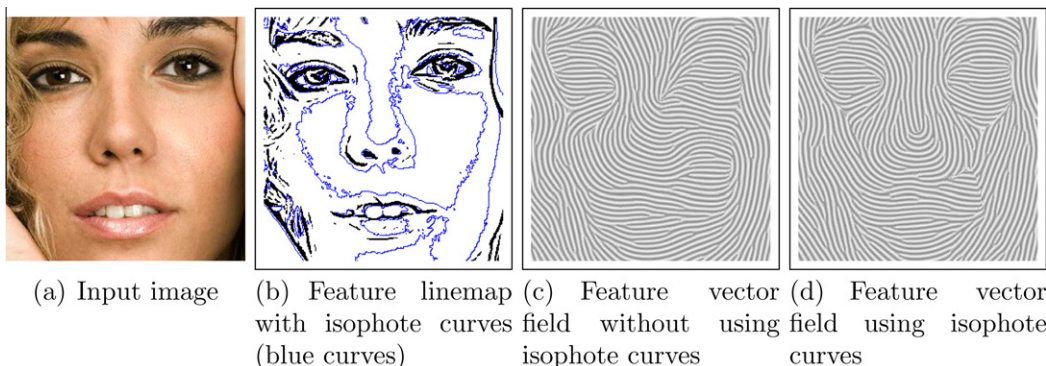 (a) Input image
(b) Feature linemap
with isophote curves
(blue curves)
(c) Feature vector
field without using
isophote curves
(d) Feature vector
field using isophote
curves